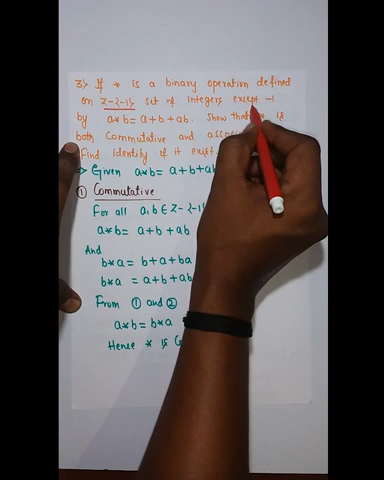 3) If * is a binary operation defined
on Z-{-1} set of integers except -1
by a*b = a+b+ab. Show that is
both Commutative and
Find identity of it exist
→ Given a*b = a+b+ab
① Commutative
For all a,b ∈ Z-{-1}
a*b = a+b+ab
And
b*a = b+a+ba
b*a = a+b+ab
From ① and ②
a*b = b*a
Hence * is